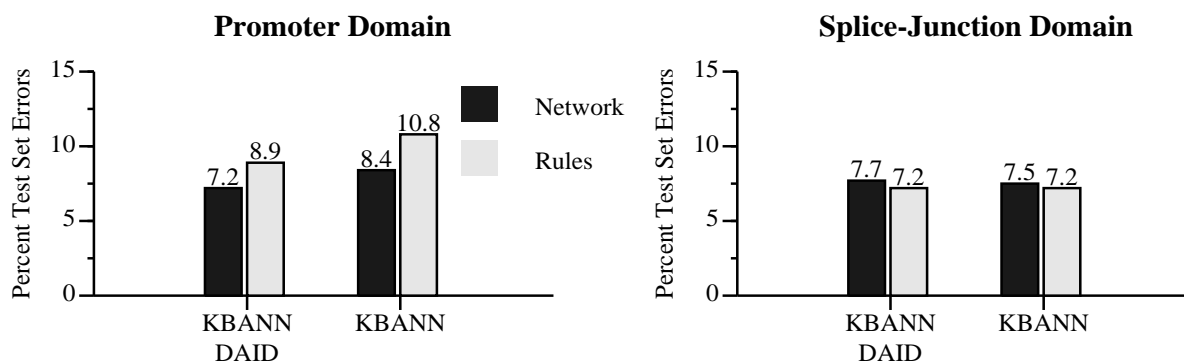 Promoter Domain
Percent Test Set Errors
15
10
5
0
7.2
8.9
8.4
10.8
KBANN
DAID
KBANN
Network
Rules
Splice-Junction Domain
Percent Test Set Errors
15
10
5
0
7.7
7.2
7.5
7.2
KBANN
DAID
KBANN